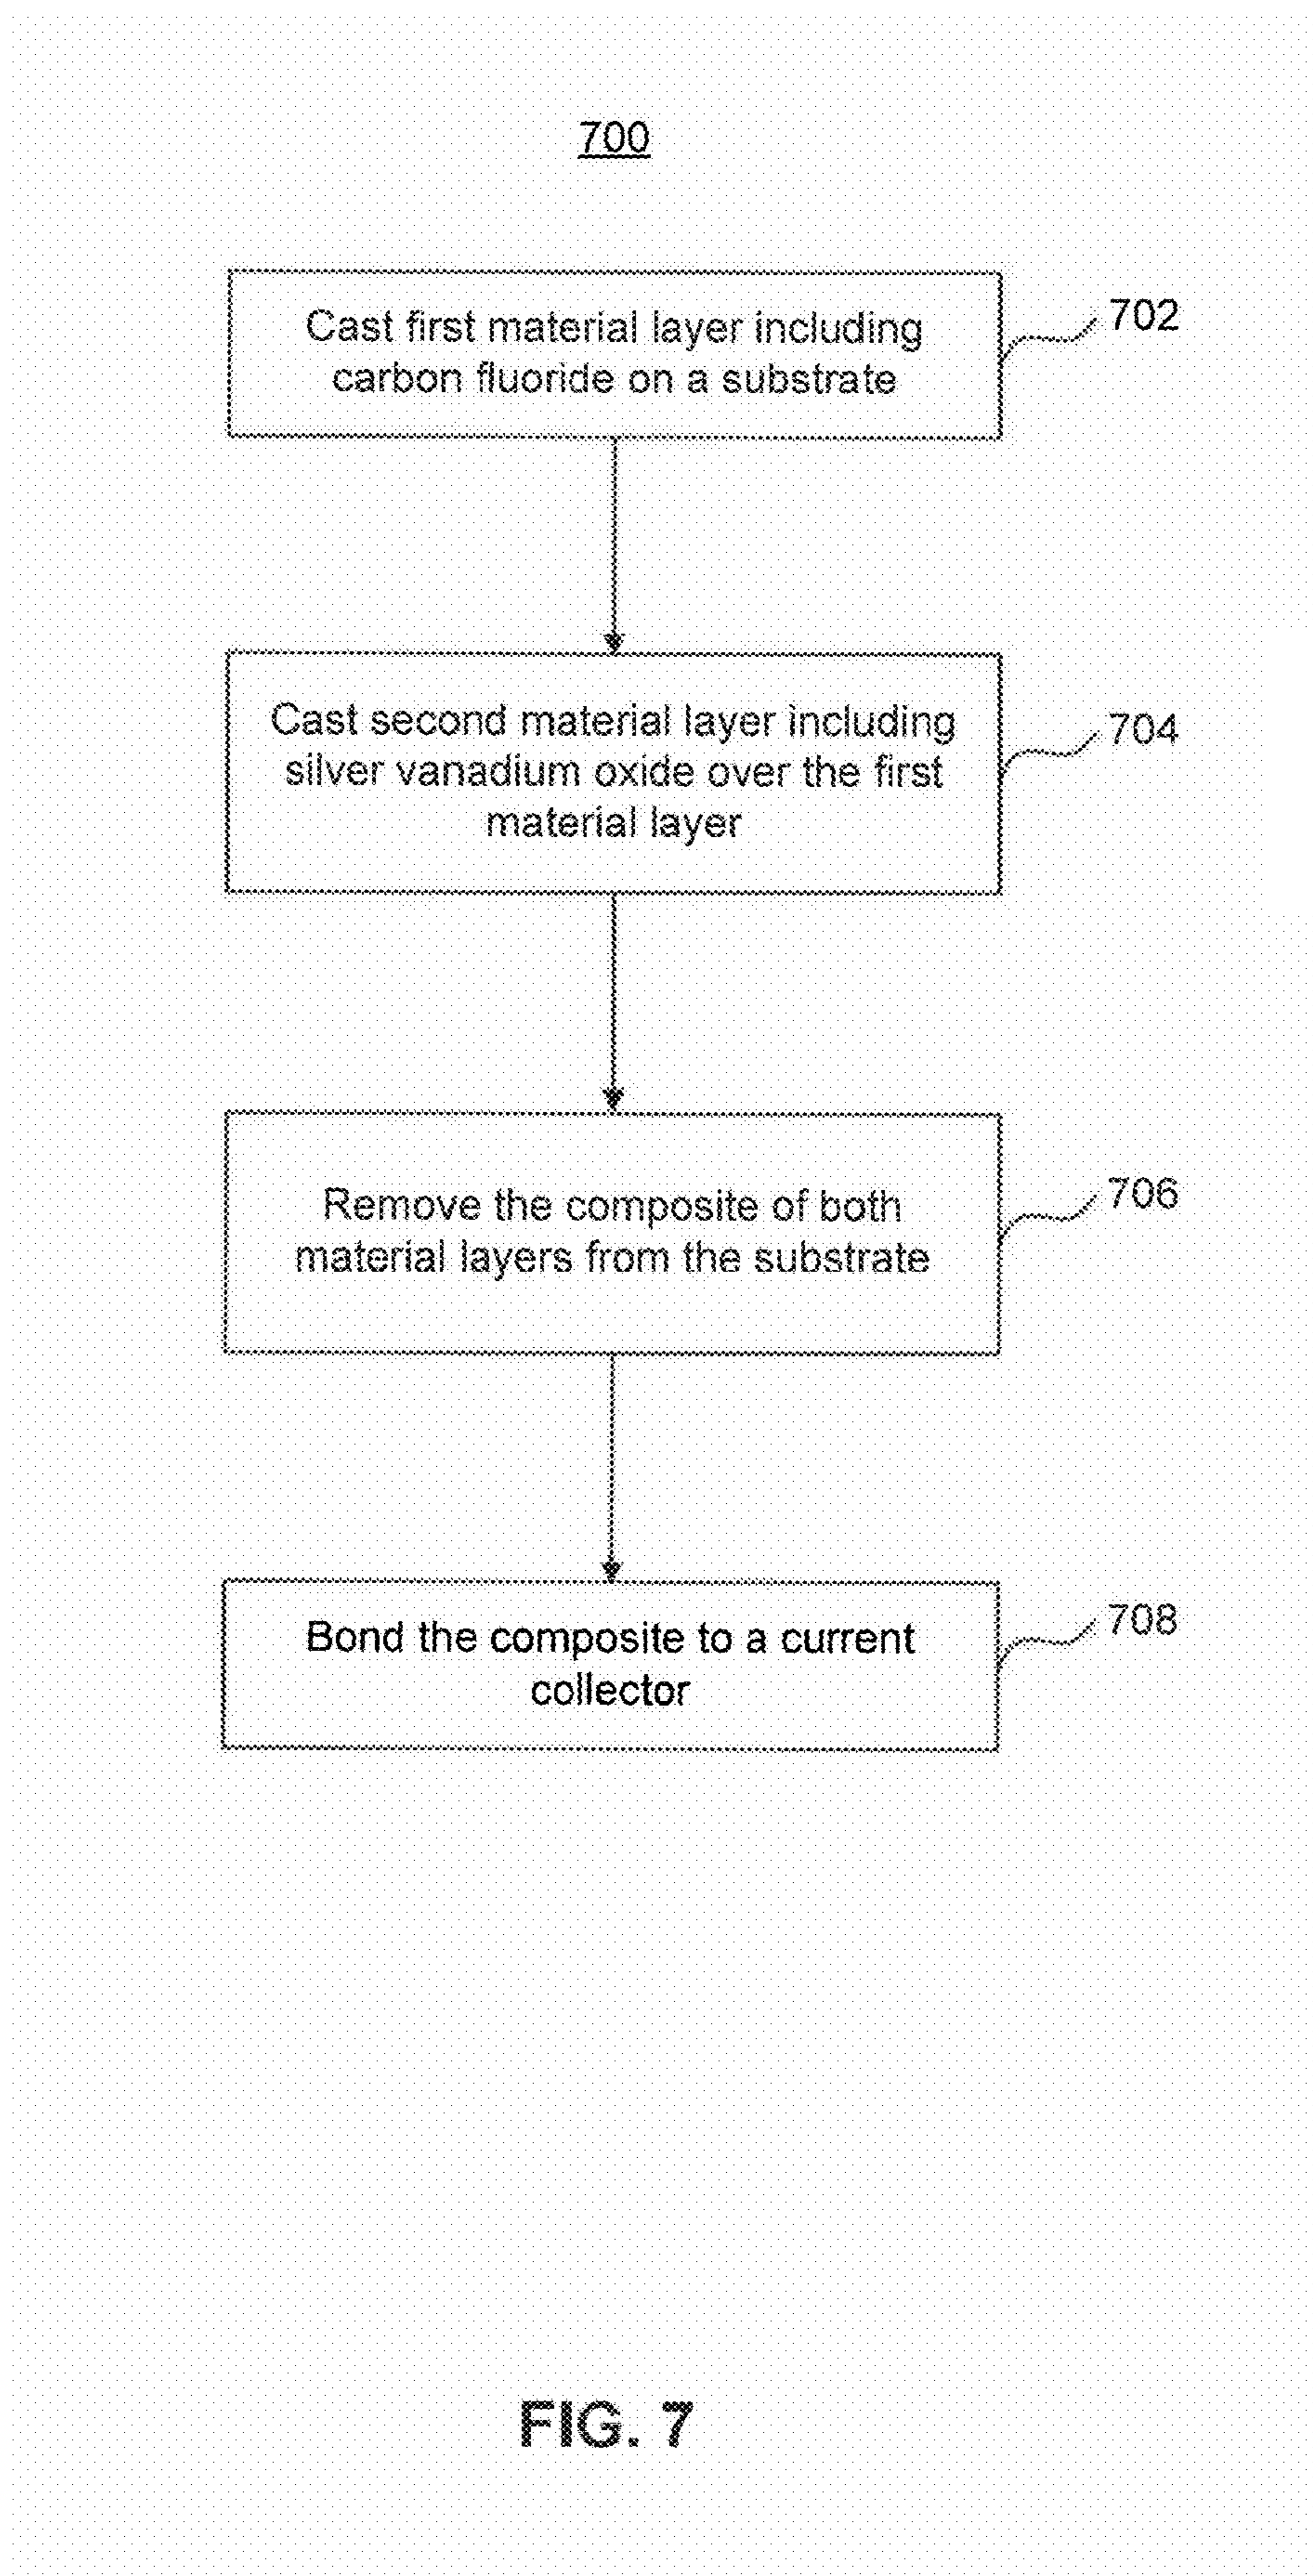 700
Cast first material layer including
carbon fluoride on a substrate
702
Cast second material layer including
silver vanadium oxide over the first
material layer
704
Remove the composite of both
material layers from the substrate
706
Bond the composite to a current
collector
708
FIG. 7